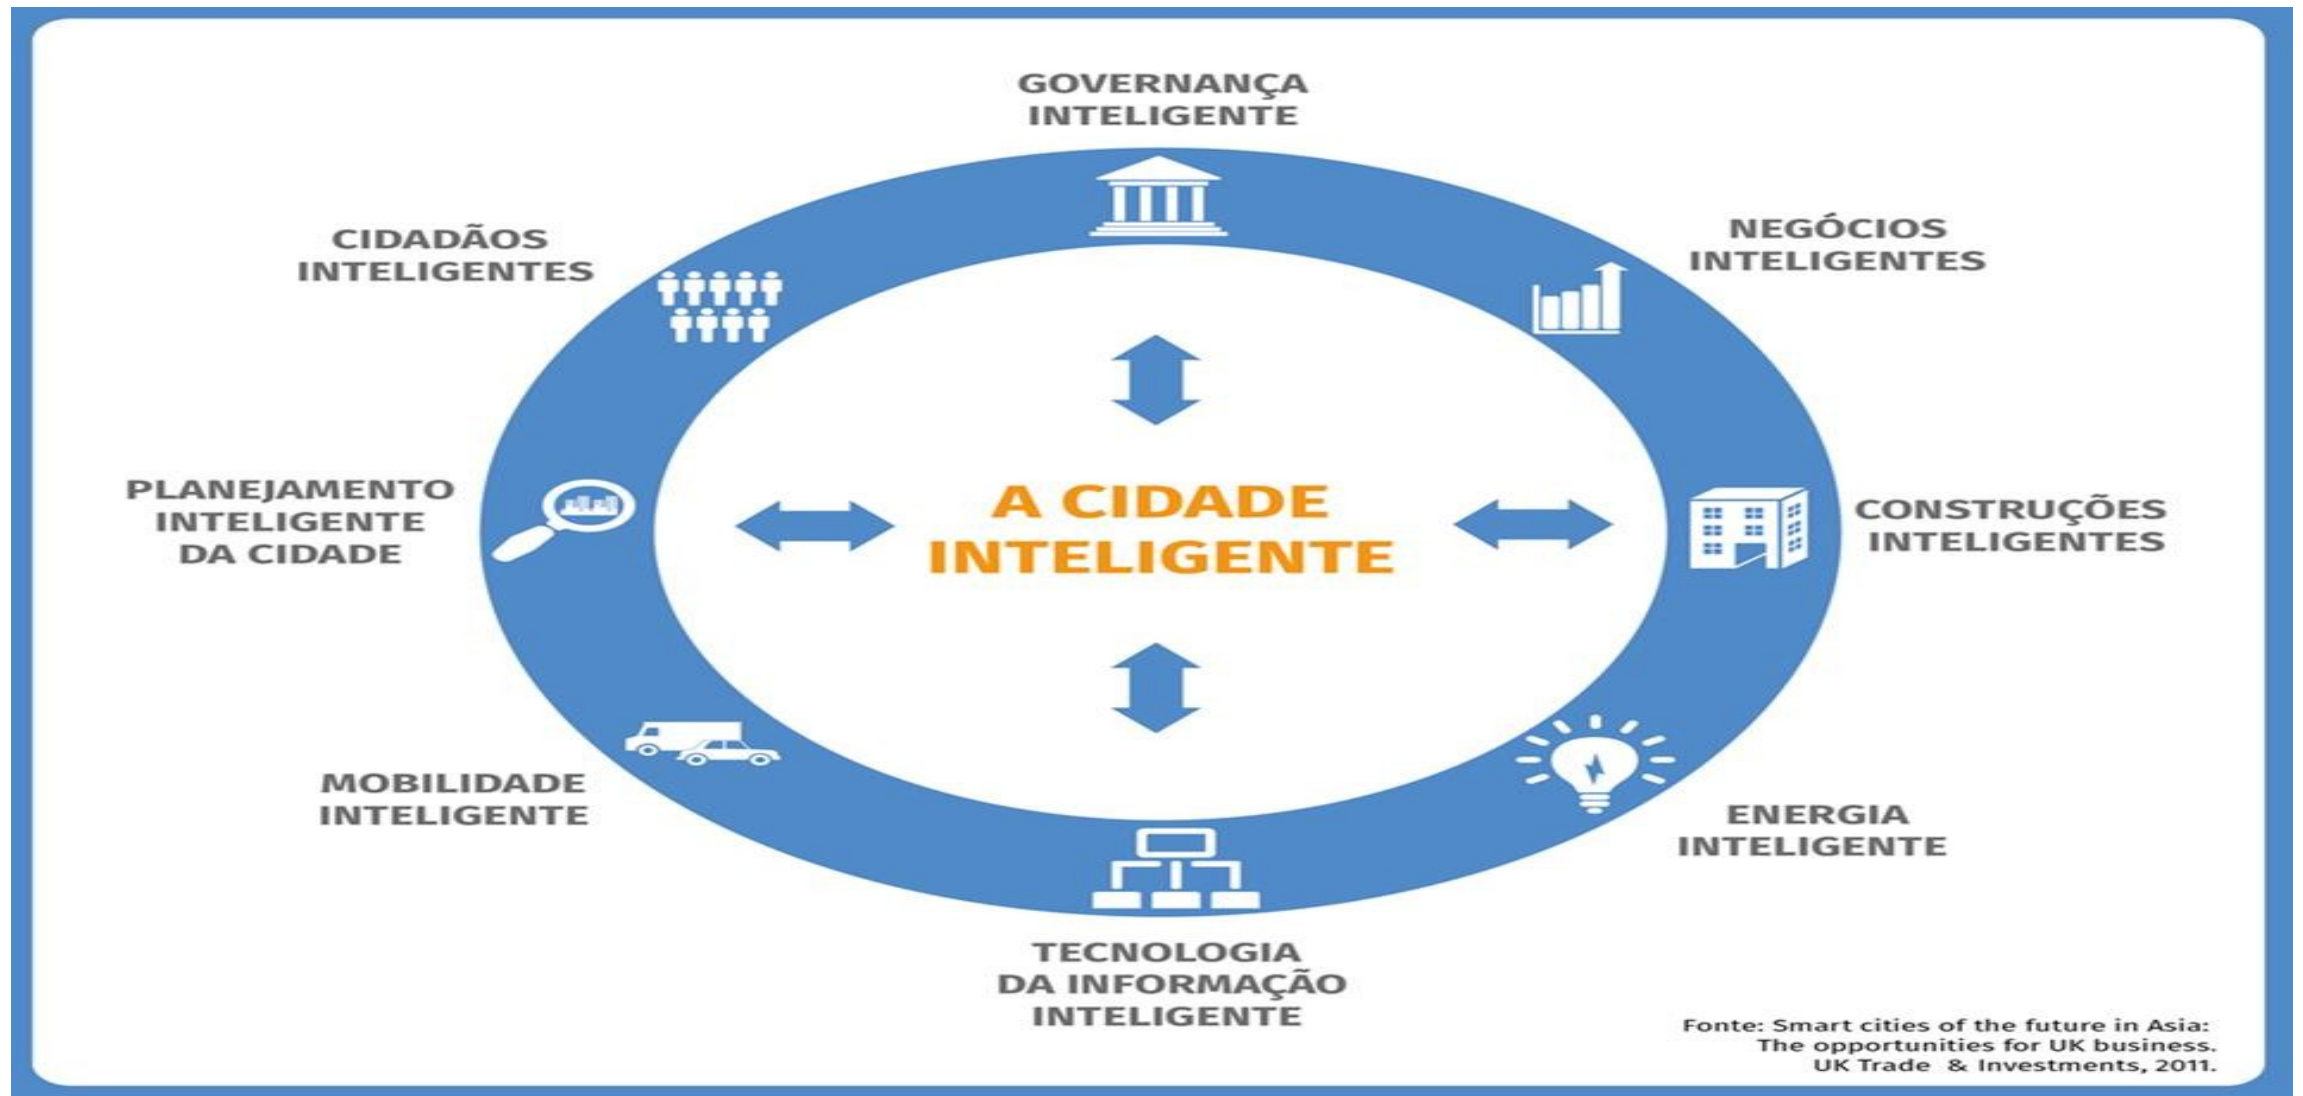 GOVERNANÇA
INTELIGENTE
NEGÓCIOS
INTELIGENTES
CONSTRUÇÕES
INTELIGENTES
ENERGIA
INTELIGENTE
TECNOLOGIA
DA INFORMAÇÃO
INTELIGENTE
MOBILIDADE
INTELIGENTE
PLANEJAMENTO
INTELIGENTE
DA CIDADE
CIDADÃOS
INTELIGENTES
A CIDADE
INTELIGENTE
Fonte: Smart cities of the future in Asia:
The opportunities for UK business.
UK Trade & Investments, 2011.